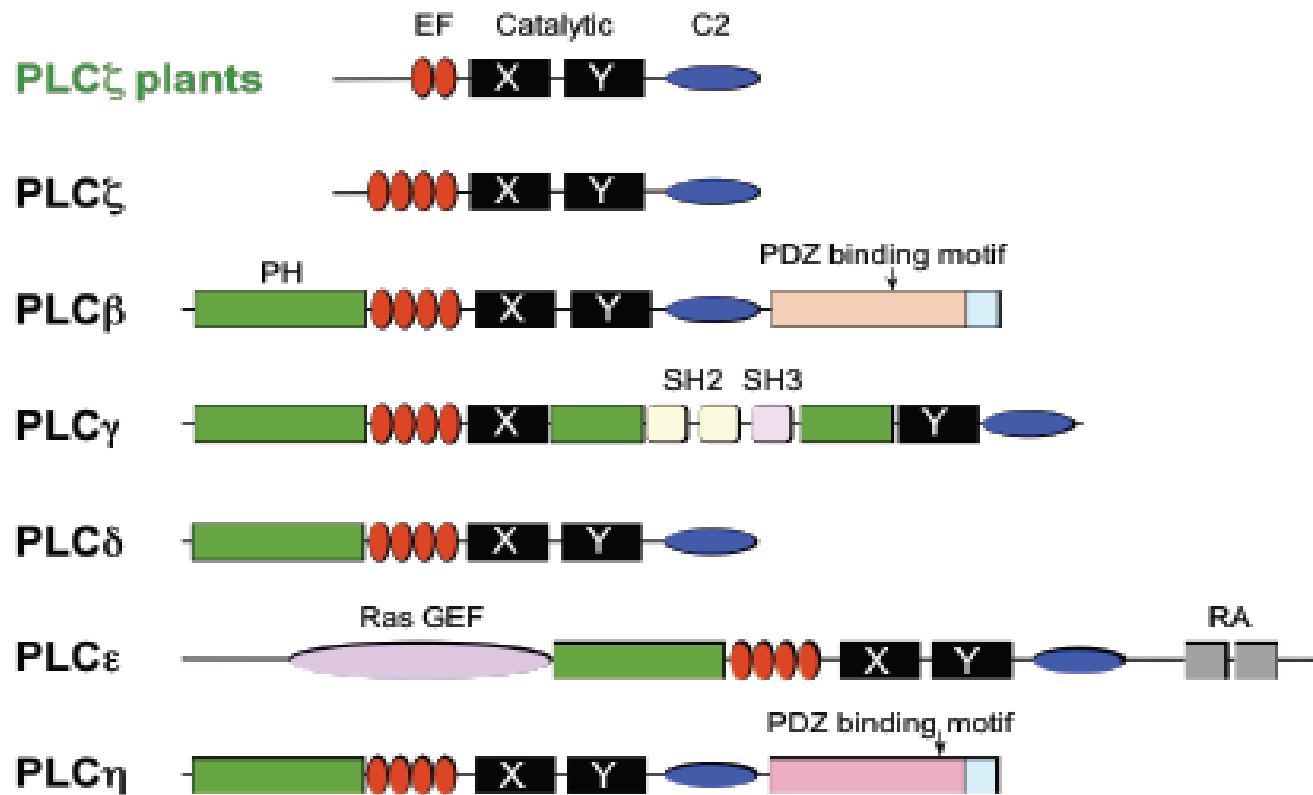 EF Catalytic C2
PLCζ plants X Y
PLCζ X Y
PH PDZ binding motif
PLCβ X Y
SH2 SH3
PLCγ X Y
PLCδ X Y
Ras GEF RA
PLCε X Y
PDZ binding motif
PLCη X Y